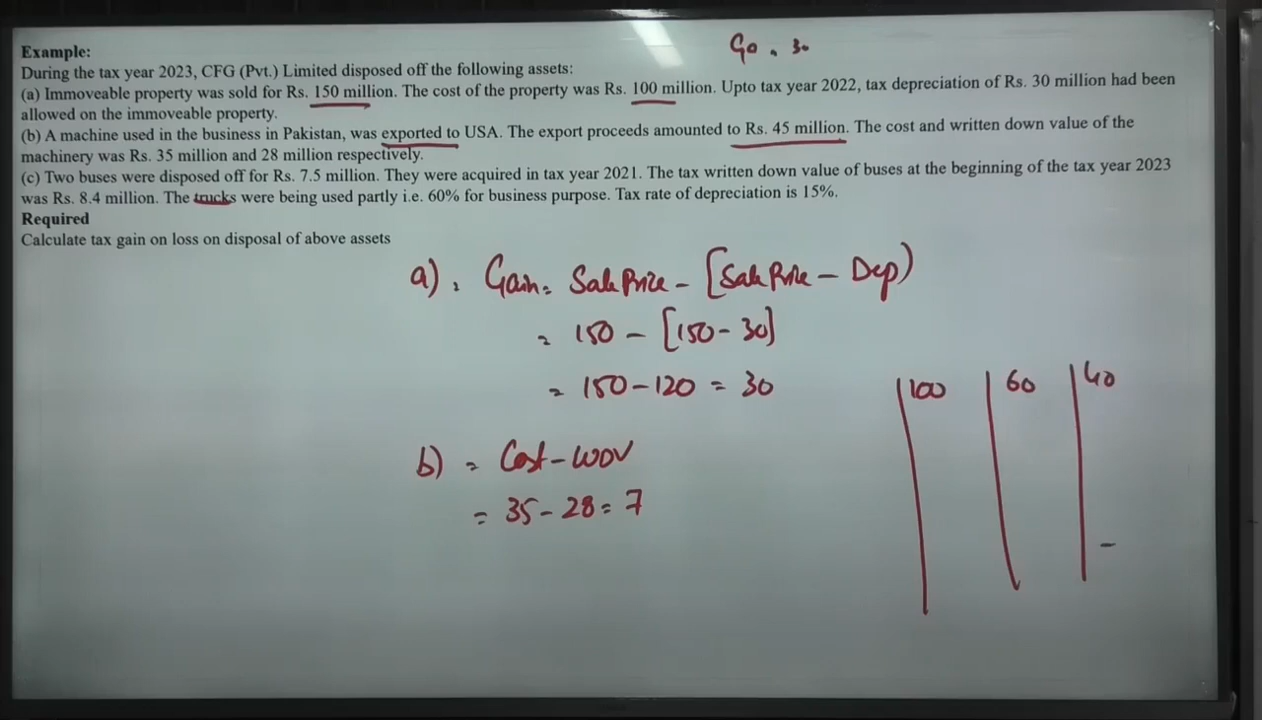 Go . 30
Example:
During the tax year 2023, CFG (Pvt.) Limited disposed off the following assets:
(a) Immoveable property was sold for Rs. 150 million. The cost of the property was Rs. 100 million. Upto tax year 2022, tax depreciation of Rs. 30 million had been
allowed on the immoveable property.
(b) A machine used in the business in Pakistan, was exported to USA. The export proceeds amounted to Rs. 45 million. The cost and written down value of the
machinery was Rs. 35 million and 28 million respectively.
(c) Two buses were disposed off for Rs. 7.5 million. They were acquired in tax year 2021. The tax written down value of buses at the beginning of the tax year 2023
was Rs. 8.4 million. The trucks were being used partly i.e. 60% for business purpose. Tax rate of depreciation is 15%.
Required
Calculate tax gain on loss on disposal of above assets
a) , Gain = Sale Price - [Sale Price - Dep)
= 150 - [150 - 30]
= 150 - 120 = 30
100 60 40
b) = Cost - WDV
= 35 - 28 = 7